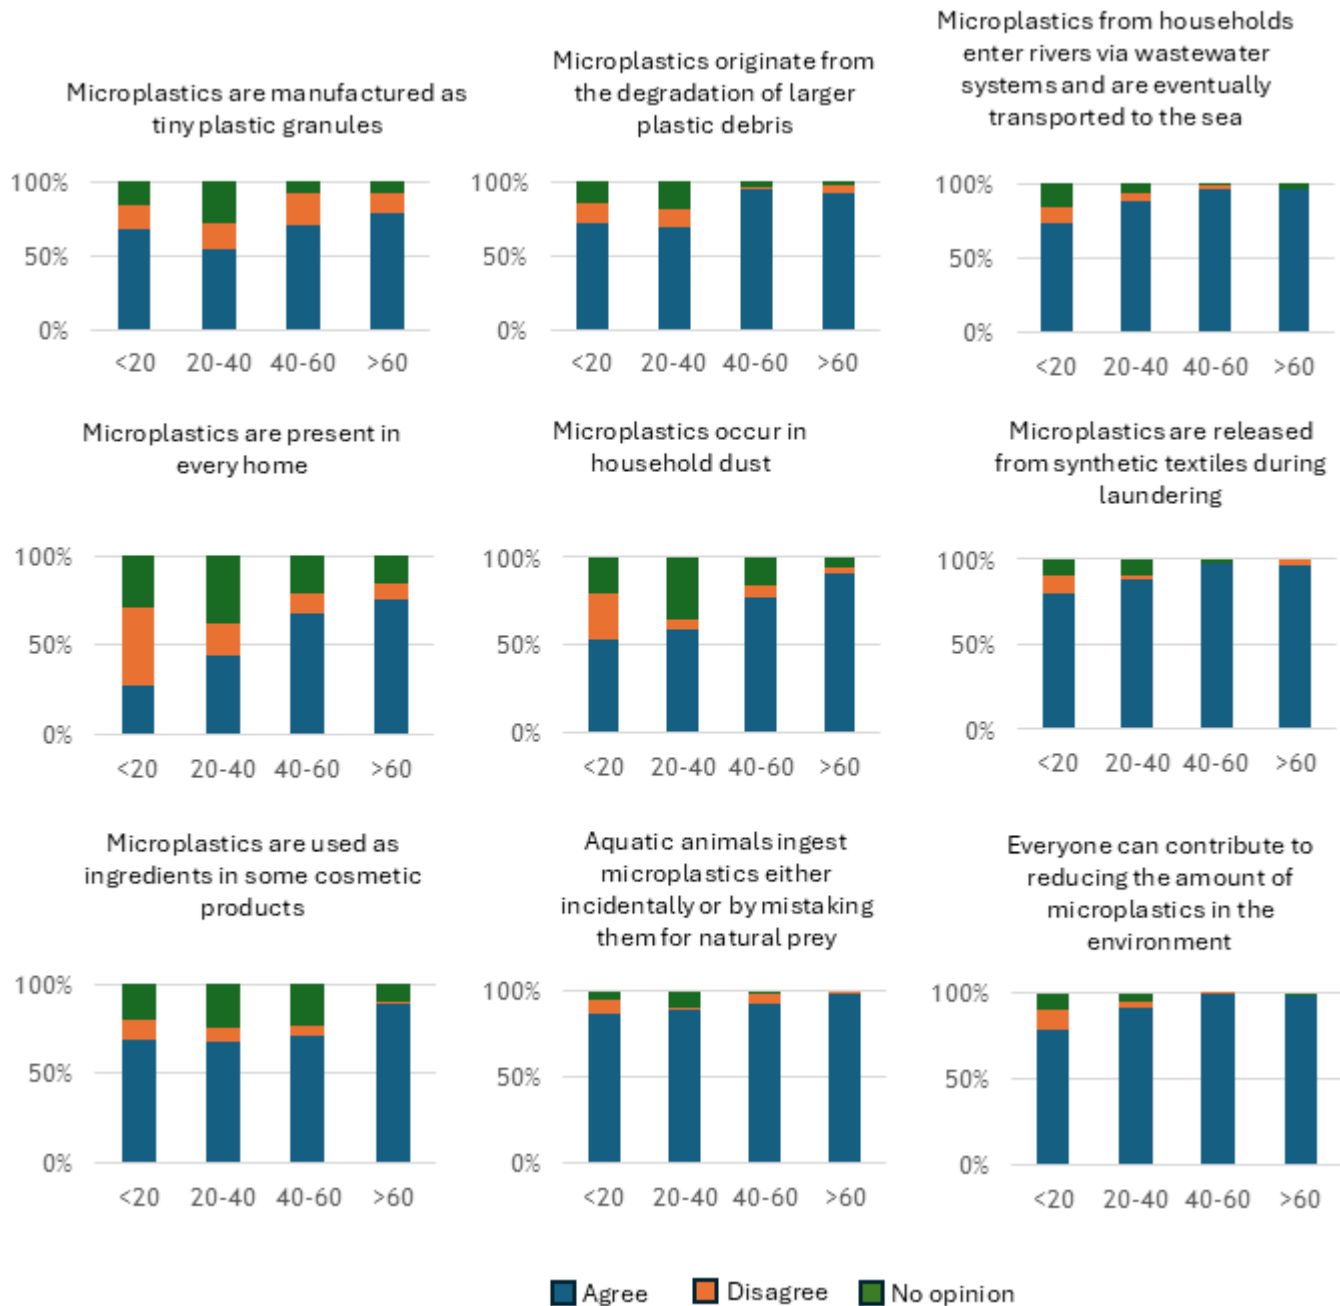 Microplastics are manufactured as
tiny plastic granules
100%
50%
0%
<20 20-40 40-60 >60
Microplastics originate from
the degradation of larger
plastic debris
100%
50%
0%
<20 20-40 40-60 >60
Microplastics from households
enter rivers via wastewater
systems and are eventually
transported to the sea
100%
50%
0%
<20 20-40 40-60 >60
Microplastics are present in
every home
100%
50%
0%
<20 20-40 40-60 >60
Microplastics occur in
household dust
100%
50%
0%
<20 20-40 40-60 >60
Microplastics are released
from synthetic textiles during
laundering
100%
50%
0%
<20 20-40 40-60 >60
Microplastics are used as
ingredients in some cosmetic
products
100%
50%
0%
<20 20-40 40-60 >60
Aquatic animals ingest
microplastics either
incidentally or by mistaking
them for natural prey
100%
50%
0%
<20 20-40 40-60 >60
Everyone can contribute to
reducing the amount of
microplastics in the
environment
100%
50%
0%
<20 20-40 40-60 >60
Agree Disagree No opinion